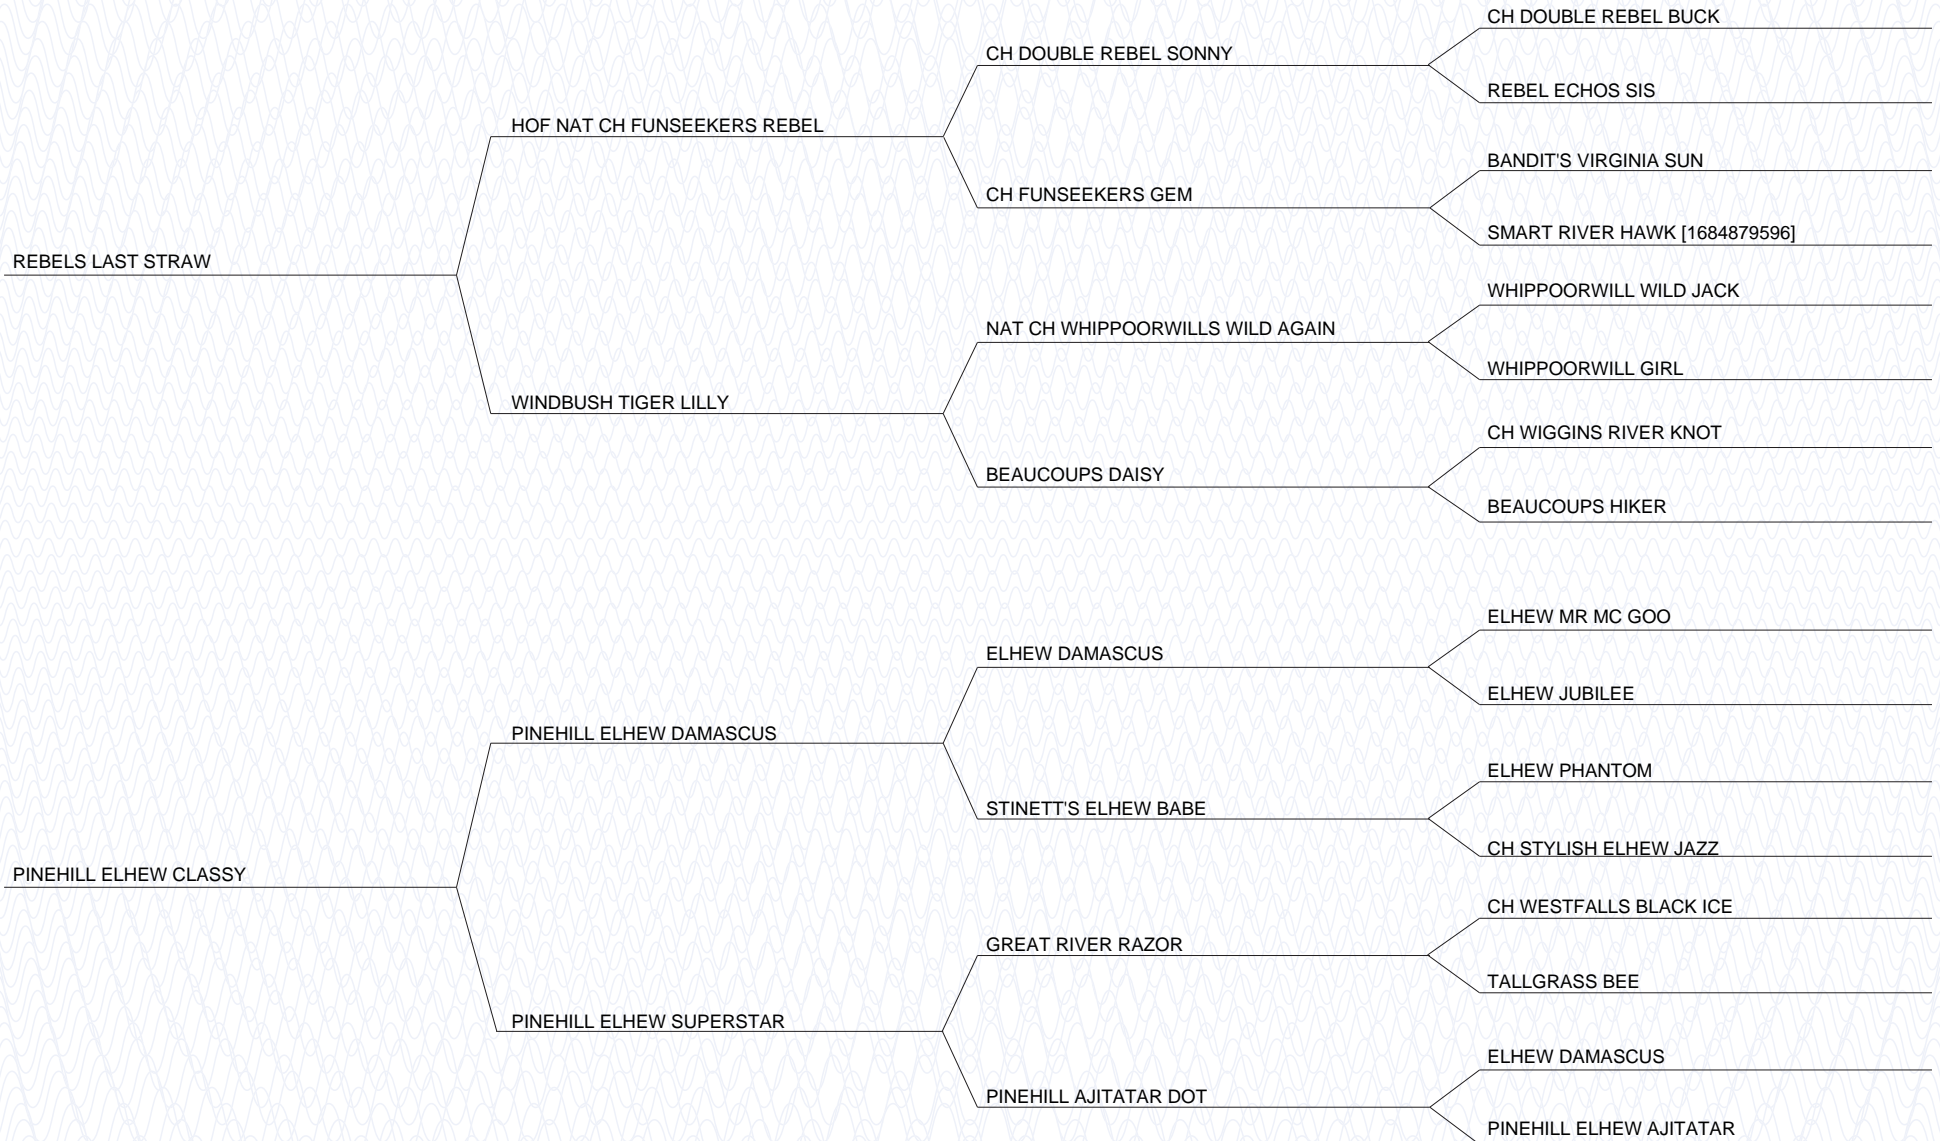 CH DOUBLE REBEL BUCK
CH DOUBLE REBEL SONNY
REBEL ECHOS SIS
HOF NAT CH FUNSEEKERS REBEL
BANDIT'S VIRGINIA SUN
CH FUNSEEKERS GEM
SMART RIVER HAWK [1684879596]
REBELS LAST STRAW
WHIPPOORWILL WILD JACK
NAT CH WHIPPOORWILLS WILD AGAIN
WHIPPOORWILL GIRL
WINDBUSH TIGER LILLY
CH WIGGINS RIVER KNOT
BEAUCOUPS DAISY
BEAUCOUPS HIKER
ELHEW MR MC GOO
ELHEW DAMASCUS
ELHEW JUBILEE
PINEHILL ELHEW DAMASCUS
ELHEW PHANTOM
STINETT'S ELHEW BABE
CH STYLISH ELHEW JAZZ
PINEHILL ELHEW CLASSY
CH WESTFALLS BLACK ICE
GREAT RIVER RAZOR
TALLGRASS BEE
PINEHILL ELHEW SUPERSTAR
ELHEW DAMASCUS
PINEHILL AJITATAR DOT
PINEHILL ELHEW AJITATAR